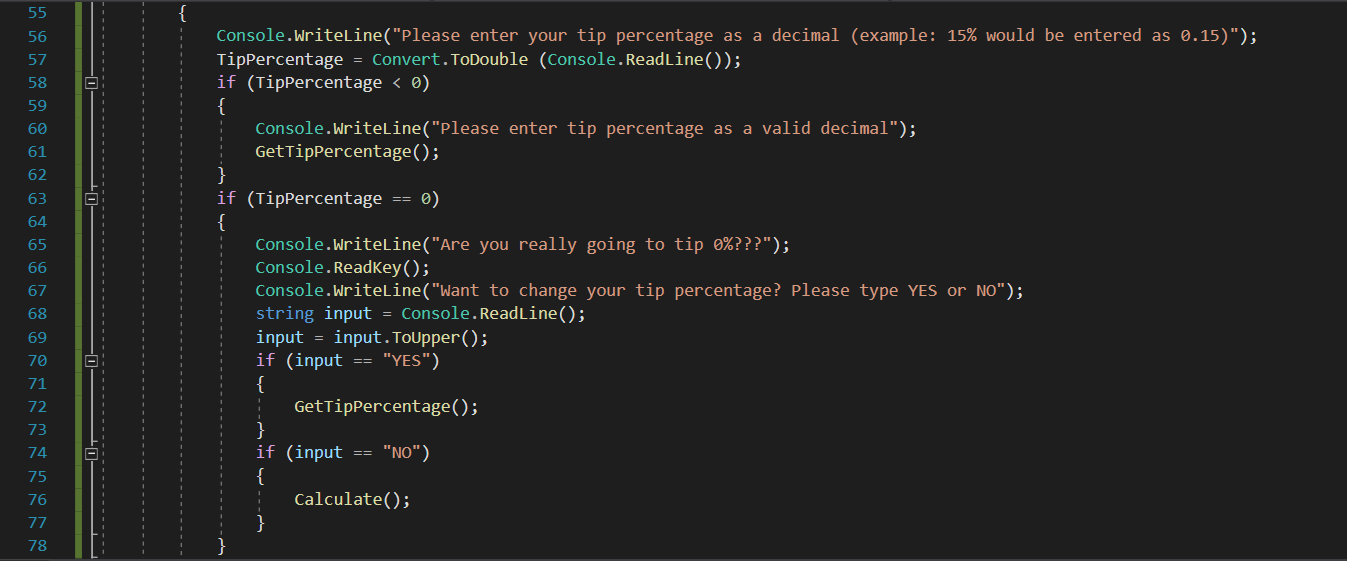 55 {
56 Console.WriteLine("Please enter your tip percentage as a decimal (example: 15% would be entered as 0.15)");
57 TipPercentage = Convert.ToDouble (Console.ReadLine());
58 if (TipPercentage < 0)
59 {
60 Console.WriteLine("Please enter tip percentage as a valid decimal");
61 GetTipPercentage();
62 }
63 if (TipPercentage == 0)
64 {
65 Console.WriteLine("Are you really going to tip 0%???");
66 Console.ReadKey();
67 Console.WriteLine("Want to change your tip percentage? Please type YES or NO");
68 string input = Console.ReadLine();
69 input = input.ToUpper();
70 if (input == "YES")
71 {
72 GetTipPercentage();
73 }
74 if (input == "NO")
75 {
76 Calculate();
77 }
78 }